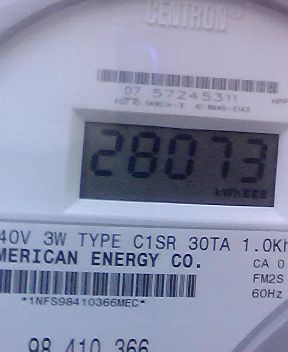 CENTRON®
07 57245311
28073
kWh
40V 3W TYPE C1SR 30TA 1.0Kh
MERICAN ENERGY CO.
CA 0
FM2S
60Hz
*1NFS98410366MEC*
98 410 366